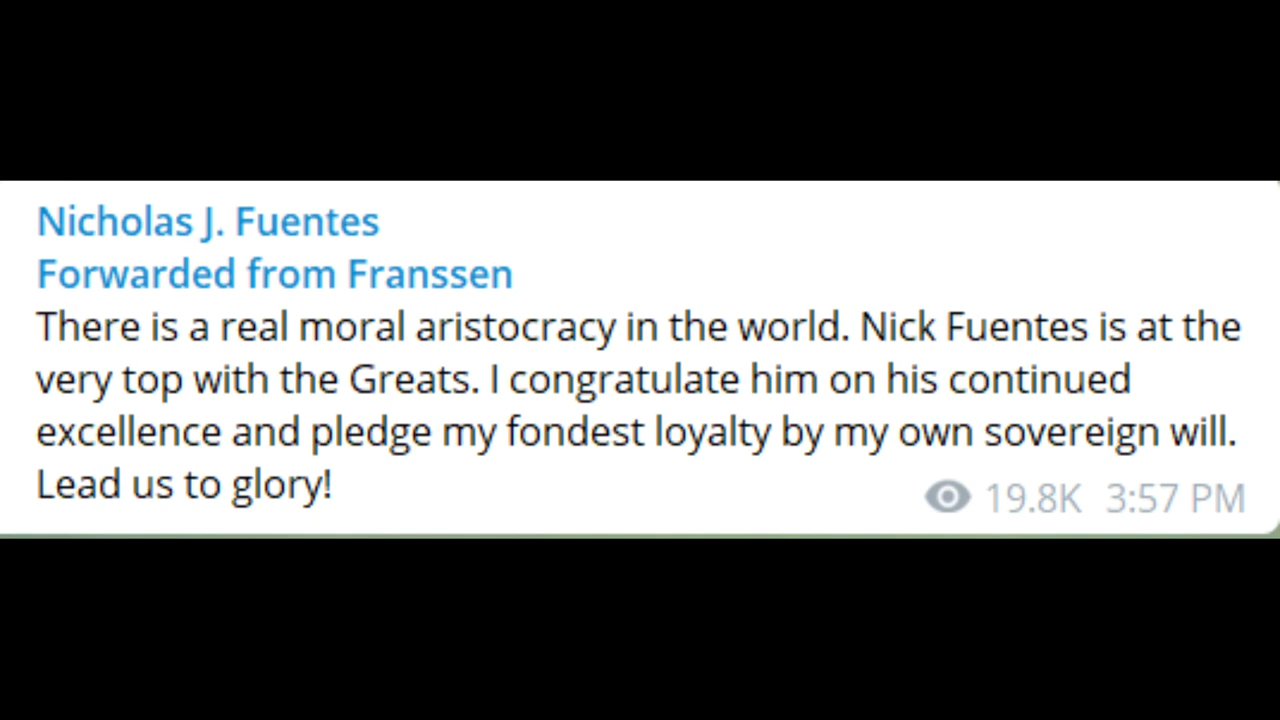 Nicholas J. Fuentes
Forwarded from Franssen
There is a real moral aristocracy in the world. Nick Fuentes is at the
very top with the Greats. I congratulate him on his continued
excellence and pledge my fondest loyalty by my own sovereign will.
Lead us to glory!
19.8K 3:57 PM